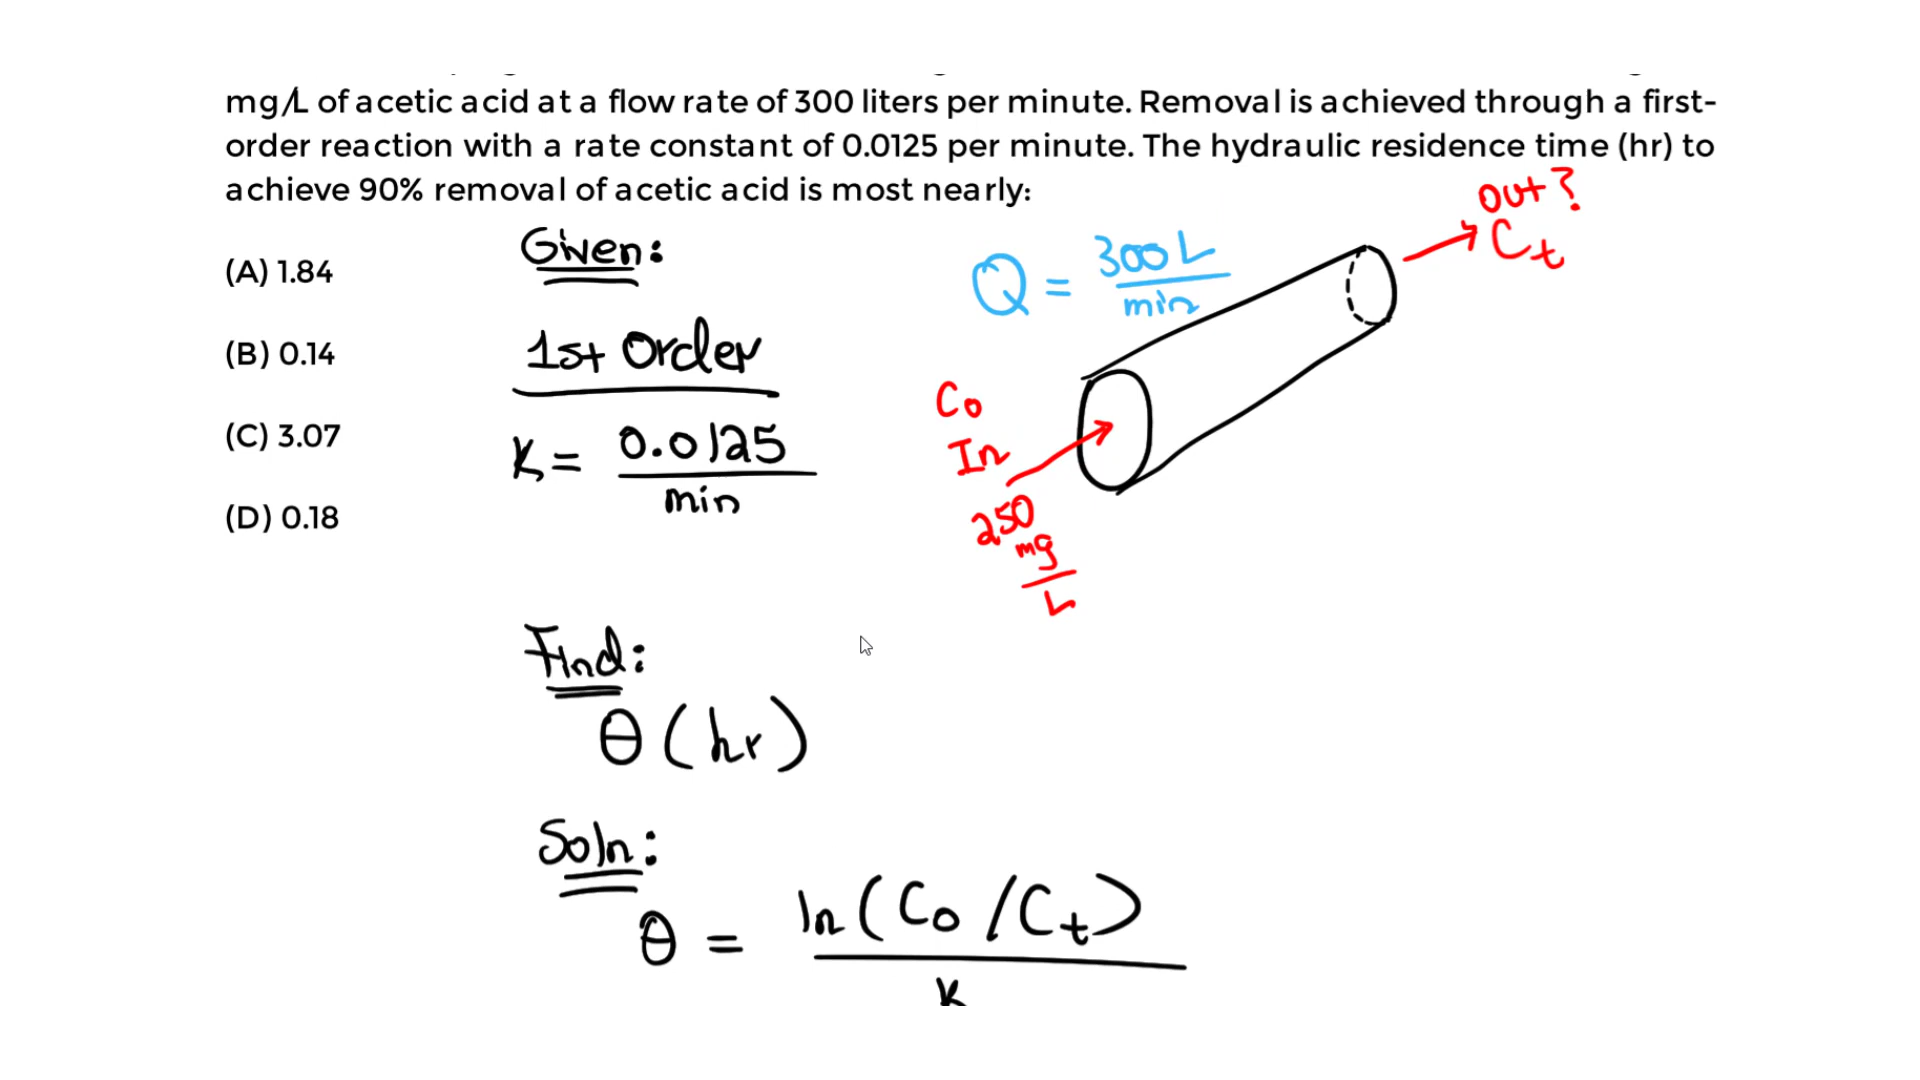 mg/L of acetic acid at a flow rate of 300 liters per minute. Removal is achieved through a first-
order reaction with a rate constant of 0.0125 per minute. The hydraulic residence time (hr) to
achieve 90% removal of acetic acid is most nearly:
(A) 1.84
(B) 0.14
(C) 3.07
(D) 0.18
Given:
1st Order
K = 0.0125
min
Q = 300 L
min
Out?
Ct
Co
In
250
mg
L
Find:
θ (hr)
Soln:
θ = ln(Co/Ct)
K